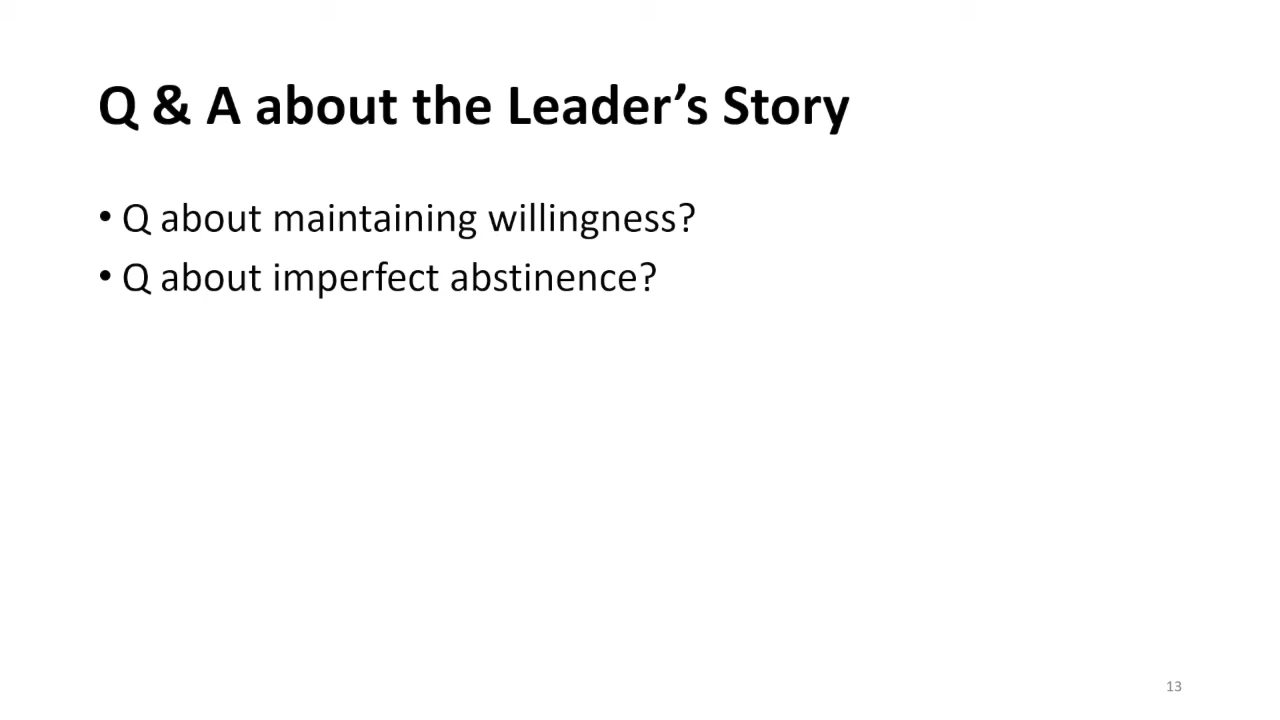 Q & A about the Leader’s Story
• Q about maintaining willingness?
• Q about imperfect abstinence?
13